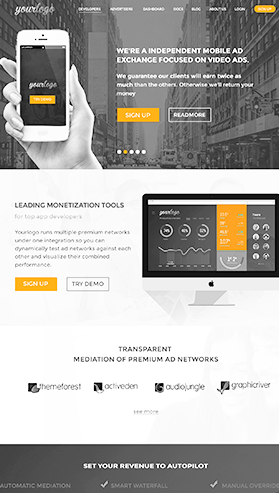 yourlogo
DEVELOPERS ADVERTISERS DASHBOARD DOCS BLOG ABOUT US LOGIN SIGN UP
WE'RE A INDEPENDENT MOBILE AD
EXCHANGE FOCUSED ON VIDEO ADS.
We guarantee our clients will earn twice as
much than the others. Otherwise we'll return your
money
SIGN UP READMORE
yourlogo
TRY DEMO
LEADING MONETIZATION TOOLS
for top app developers
Yourlogo runs multiple premium networks
under one integration so you can
dynamically test ad networks against each
other and visualize their combined
performance.
SIGN UP TRY DEMO
yourlogo
TRANSPARENT
MEDIATION OF PREMIUM AD NETWORKS
themeforest activeden audiojungle graphicriver
see more
SET YOUR REVENUE TO AUTOPILOT
AUTOMATIC MEDIATION SMART WATERFALL MANUAL OVERRIDE